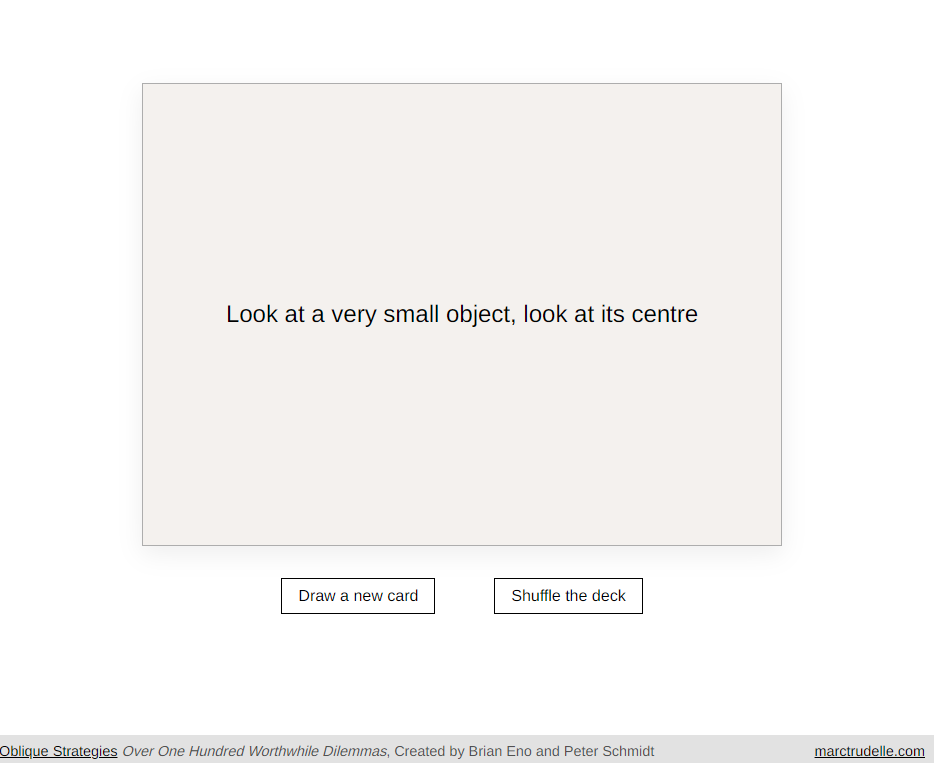 Look at a very small object, look at its centre
Draw a new card
Shuffle the deck
Oblique Strategies Over One Hundred Worthwhile Dilemmas, Created by Brian Eno and Peter Schmidt
marctrudelle.com